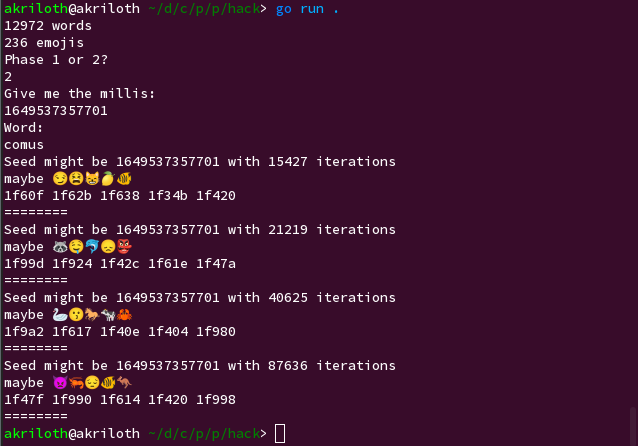 akriloth@akriloth ~/d/c/p/p/hack> go run .
12972 words
236 emojis
Phase 1 or 2?
2
Give me the millis:
1649537357701
Word:
comus
Seed might be 1649537357701 with 15427 iterations
maybe 😏😫😸🍋🐠
1f60f 1f62b 1f638 1f34b 1f420
========
Seed might be 1649537357701 with 21219 iterations
maybe 🦝🤤🐬😞👺
1f99d 1f924 1f42c 1f61e 1f47a
========
Seed might be 1649537357701 with 40625 iterations
maybe 🦢😗🐎🐄🦀
1f9a2 1f617 1f40e 1f404 1f980
========
Seed might be 1649537357701 with 87636 iterations
maybe 👿🦐😔🐠🦘
1f47f 1f990 1f614 1f420 1f998
========
akriloth@akriloth ~/d/c/p/p/hack>